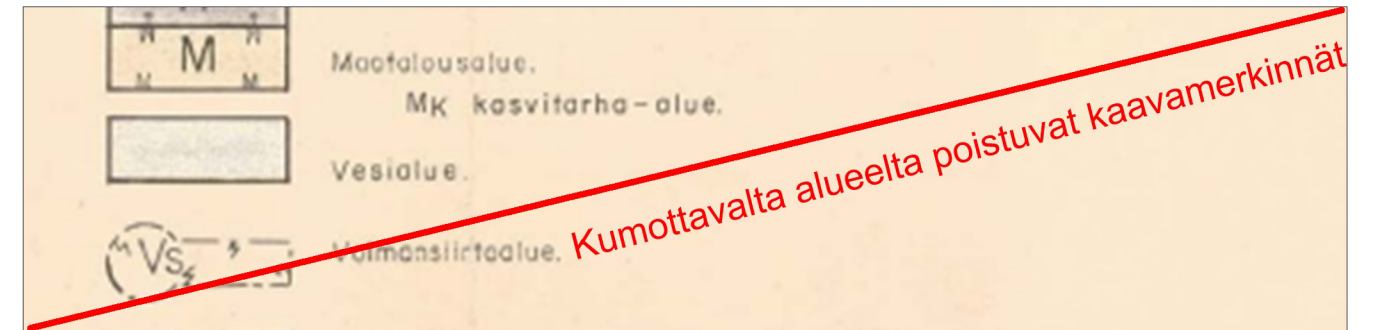 M
Maatalousalue.
MK kasvitarha-alue.
Vesialue.
VS
Voimansiirtoalue.
Kumottavalta alueelta poistuvat kaavamerkinnät